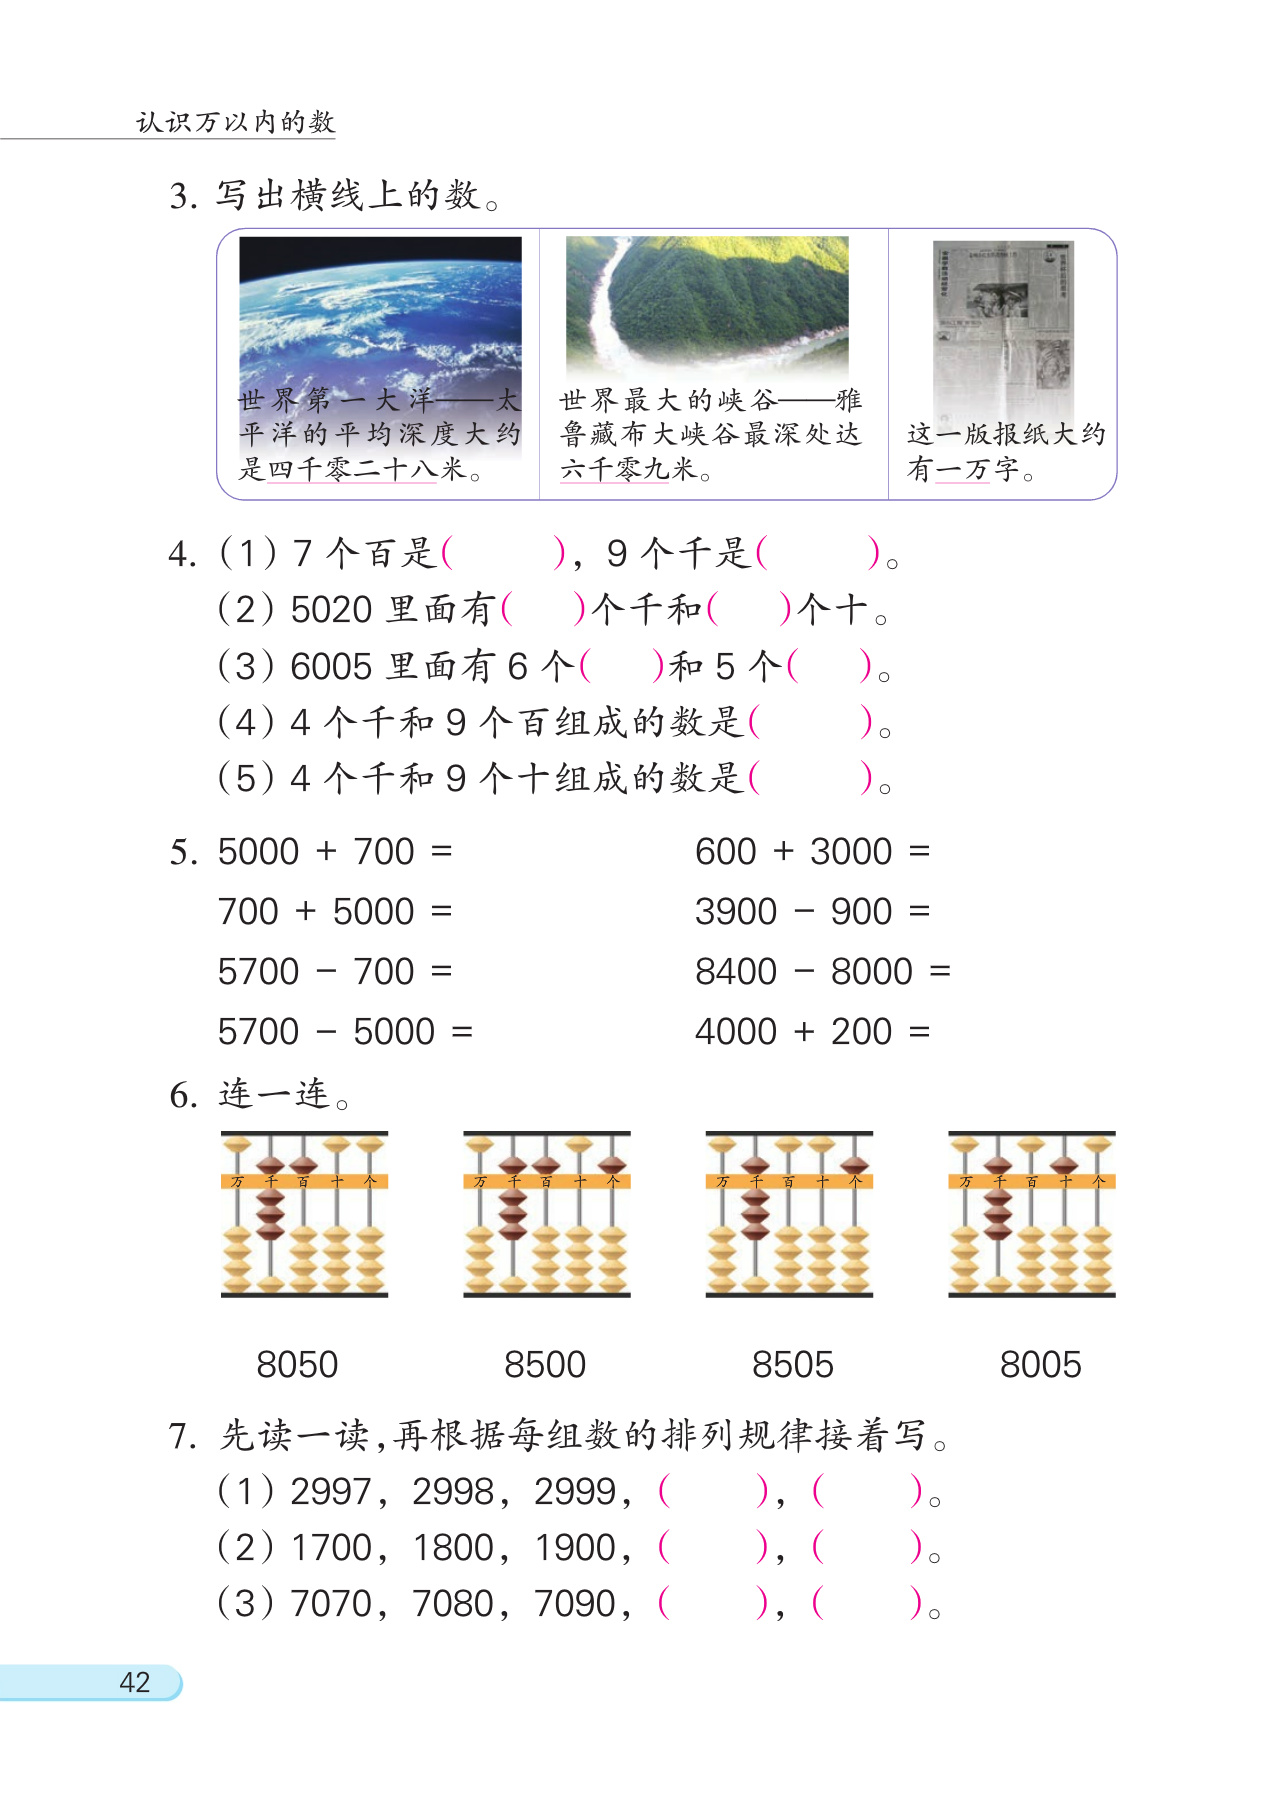 认识万以内的数
3. 写出横线上的数。
世界第一大洋——太
平洋的平均深度大约
是四千零二十八米。
世界最大的峡谷——雅
鲁藏布大峡谷最深处达
六千零九米。
这一版报纸大约
有一万字。
4.（1）7 个百是(　　)，9 个千是(　　)。
（2）5020 里面有(　　)个千和(　　)个十。
（3）6005 里面有 6 个(　　)和 5 个(　　)。
（4）4 个千和 9 个百组成的数是(　　)。
（5）4 个千和 9 个十组成的数是(　　)。
5. 5000 + 700 =　　600 + 3000 =
700 + 5000 =　　3900 − 900 =
5700 − 700 =　　8400 − 8000 =
5700 − 5000 =　　4000 + 200 =
6. 连一连。
万 千 百 十 个　　万 千 百 十 个　　万 千 百 十 个　　万 千 百 十 个
8050　　8500　　8505　　8005
7. 先读一读,再根据每组数的排列规律接着写。
（1）2997，2998，2999，(　　)，(　　)。
（2）1700，1800，1900，(　　)，(　　)。
（3）7070，7080，7090，(　　)，(　　)。
42